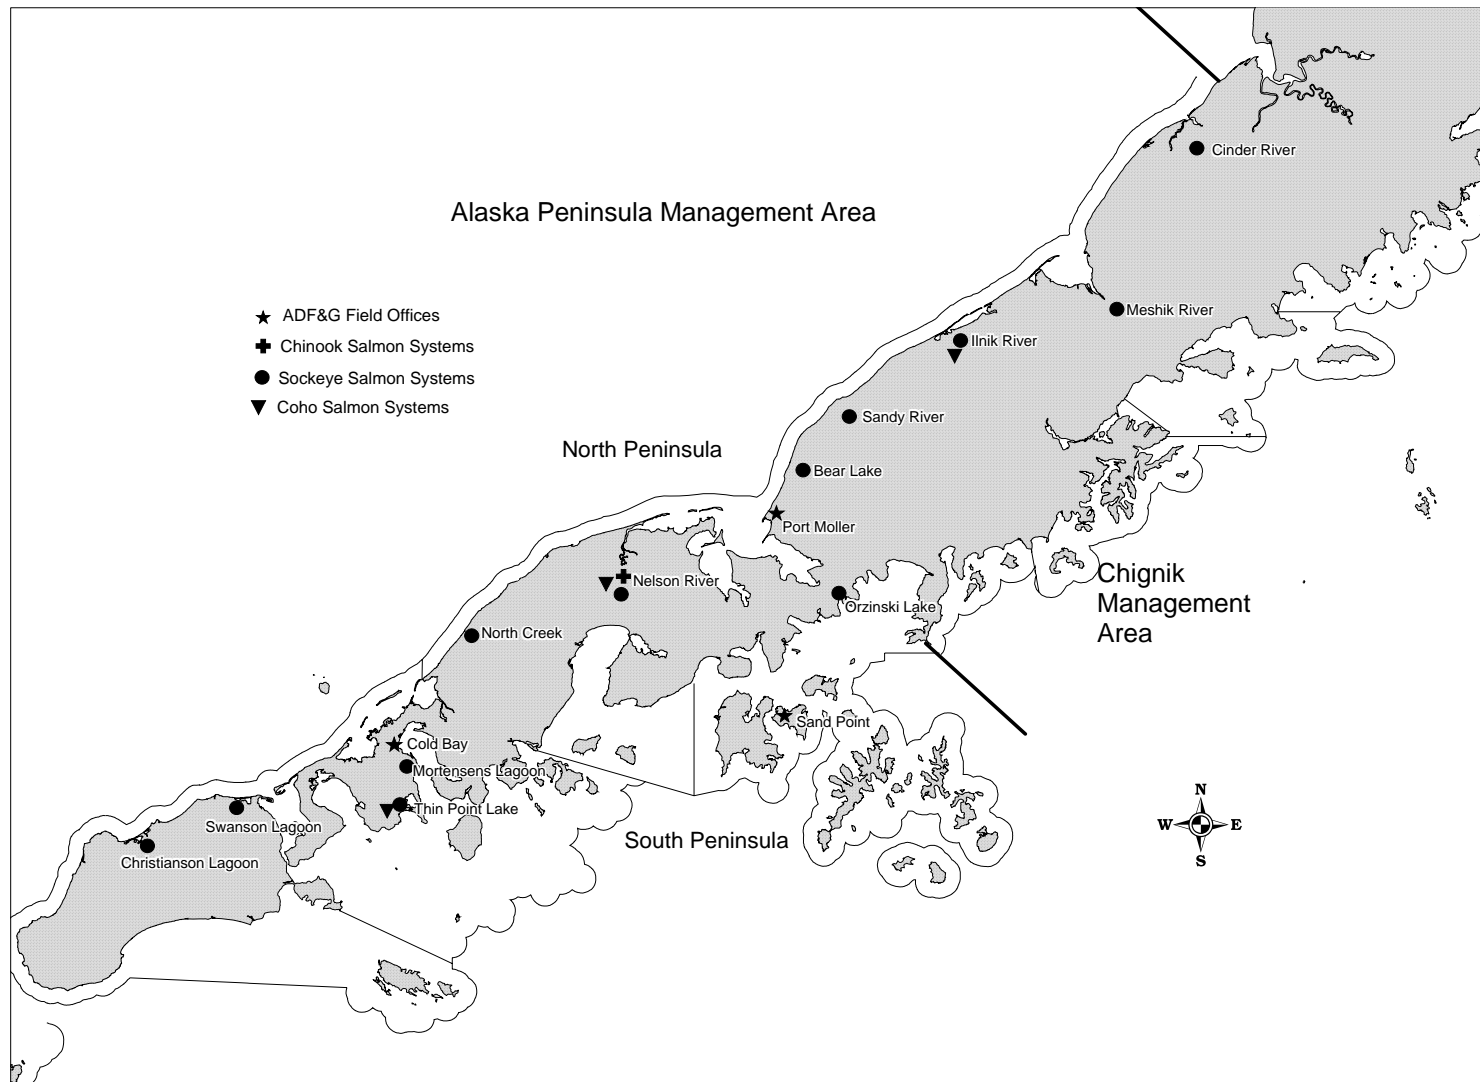 Cinder River
Alaska Peninsula Management Area
Meshik River
ADF&G Field Offices
Ilnik River
Chinook Salmon Systems
Sockeye Salmon Systems
Coho Salmon Systems
Sandy River
North Peninsula
Bear Lake
Port Moller
Chignik
Management
Area
Nelson River
Orzinski Lake
North Creek
Sand Point
Cold Bay
Mortensens Lagoon
Thin Point Lake
Swanson Lagoon
South Peninsula
Christianson Lagoon
N
W
E
S